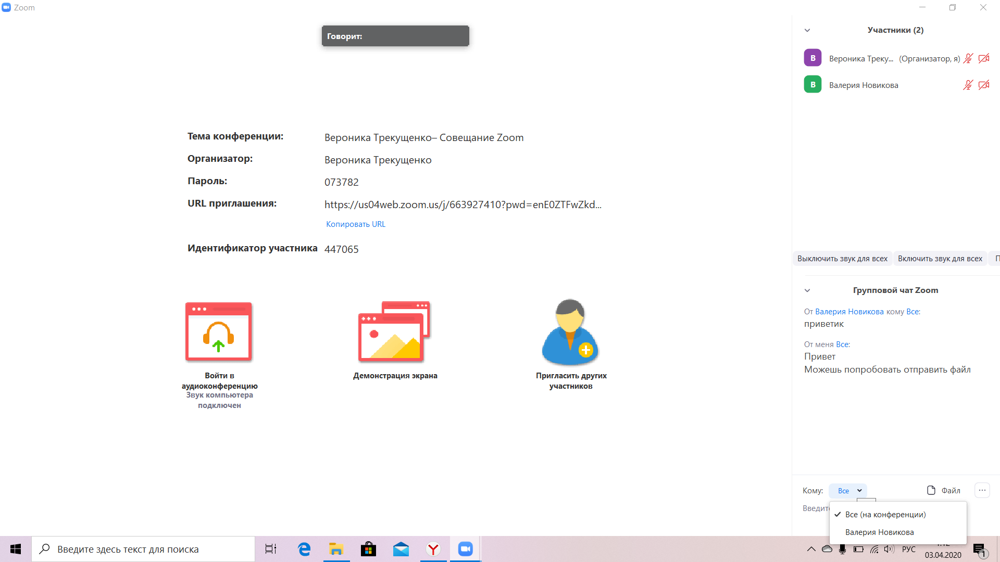 Zoom
Говорит:
Тема конференции: Вероника Трекущенко– Совещание Zoom
Организатор: Вероника Трекущенко
Пароль: 073782
URL приглашения: https://us04web.zoom.us/j/663927410?pwd=enE0ZTFwZkd...
Копировать URL
Идентификатор участника 447065
Войти в
аудиоконференцию
Звук компьютера
подключен
Демонстрация экрана
Пригласить других
участников
Участники (2)
В Вероника Треку... (Организатор, я)
В Валерия Новикова
Выключить звук для всех Включить звук для всех П
Групповой чат Zoom
От Валерия Новикова кому Все:
приветик
От меня Все:
Привет
Можешь попробовать отправить файл
Кому: Все Файл ...
Введит
Все (на конференции)
Валерия Новикова
Введите здесь текст для поиска
РУС
03.04.2020
1